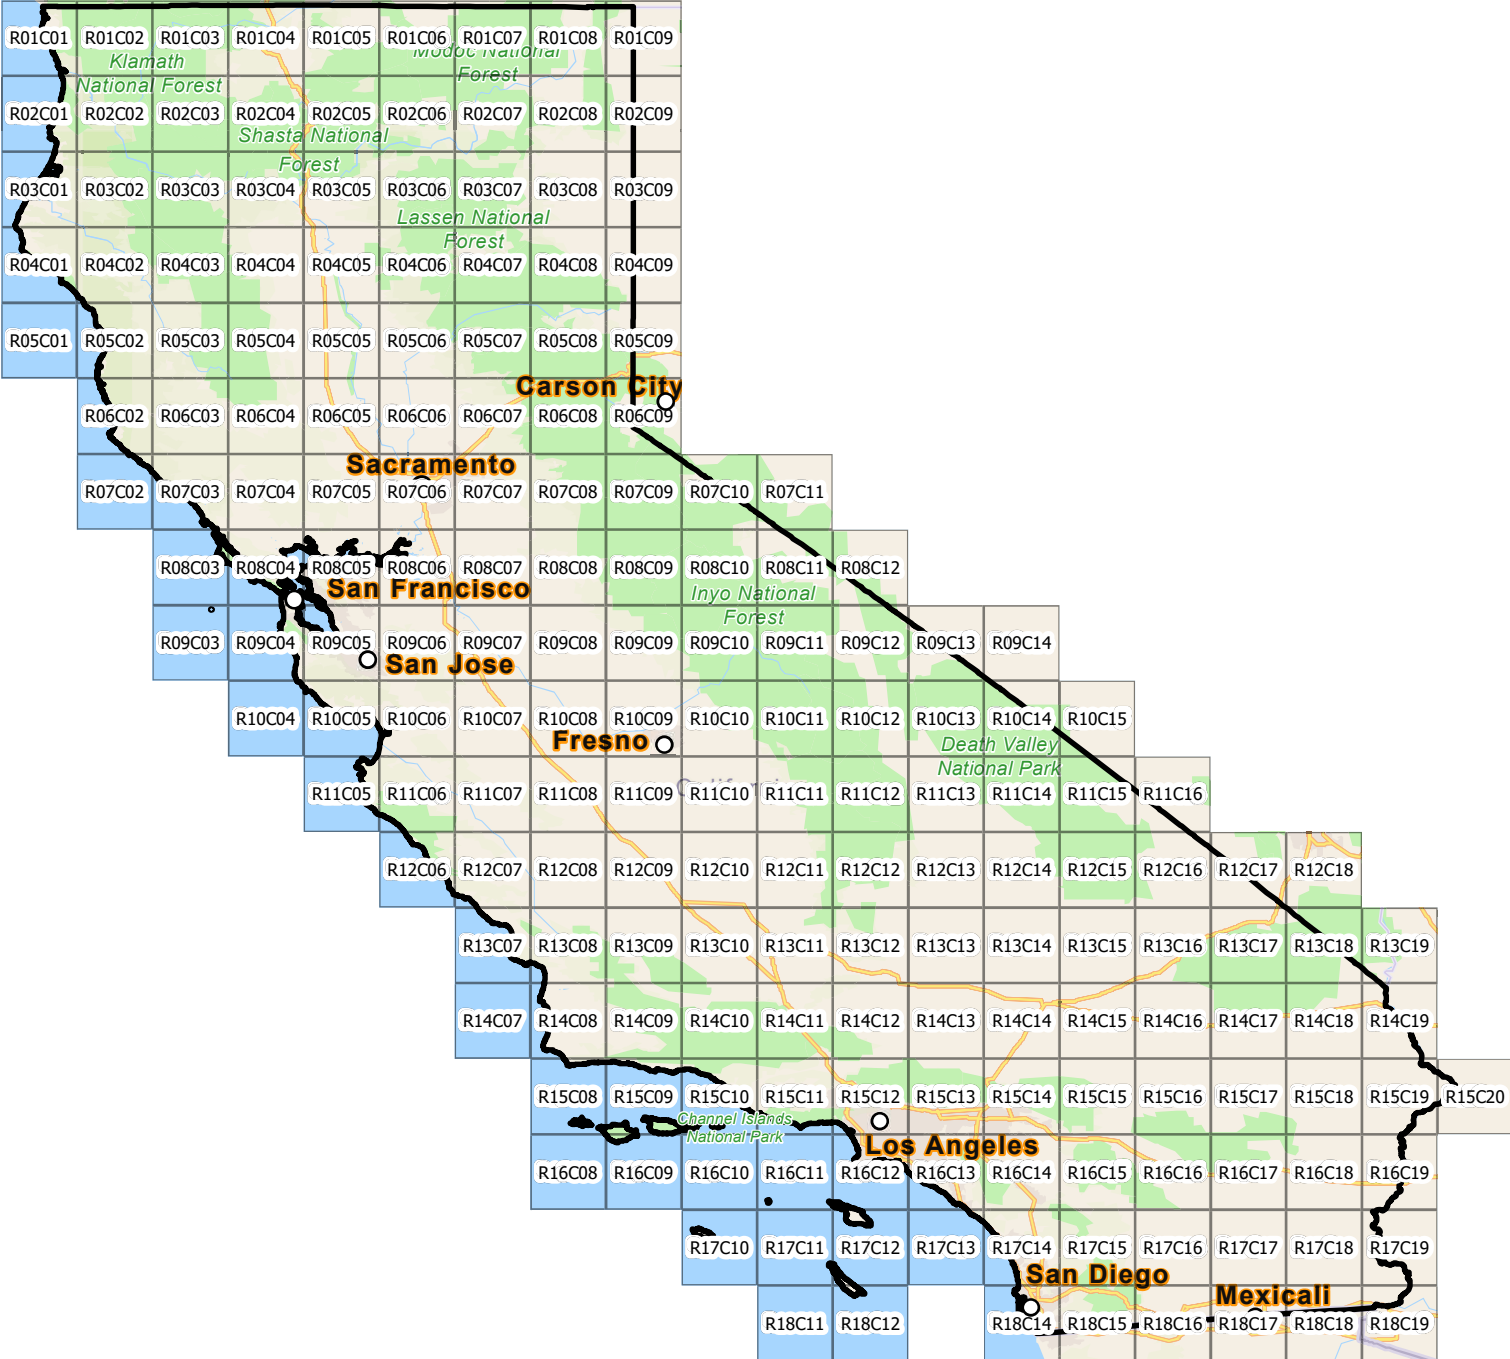 R01C01 R01C02 R01C03 R01C04 R01C05 R01C06 R01C07 R01C08 R01C09
Modoc National
Forest
Klamath
National Forest
R02C01 R02C02 R02C03 R02C04 R02C05 R02C06 R02C07 R02C08 R02C09
Shasta National
Forest
R03C01 R03C02 R03C03 R03C04 R03C05 R03C06 R03C07 R03C08 R03C09
Lassen National
Forest
R04C01 R04C02 R04C03 R04C04 R04C05 R04C06 R04C07 R04C08 R04C09
R05C01 R05C02 R05C03 R05C04 R05C05 R05C06 R05C07 R05C08 R05C09
Carson City
R06C02 R06C03 R06C04 R06C05 R06C06 R06C07 R06C08 R06C09
Sacramento
R07C02 R07C03 R07C04 R07C05 R07C06 R07C07 R07C08 R07C09 R07C10 R07C11
R08C03 R08C04 R08C05 R08C06 R08C07 R08C08 R08C09 R08C10 R08C11 R08C12
San Francisco
Inyo National
Forest
R09C03 R09C04 R09C05 R09C06 R09C07 R09C08 R09C09 R09C10 R09C11 R09C12 R09C13 R09C14
San Jose
R10C04 R10C05 R10C06 R10C07 R10C08 R10C09 R10C10 R10C11 R10C12 R10C13 R10C14 R10C15
Fresno
Death Valley
National Park
California
R11C05 R11C06 R11C07 R11C08 R11C09 R11C10 R11C11 R11C12 R11C13 R11C14 R11C15 R11C16
R12C06 R12C07 R12C08 R12C09 R12C10 R12C11 R12C12 R12C13 R12C14 R12C15 R12C16 R12C17 R12C18
R13C07 R13C08 R13C09 R13C10 R13C11 R13C12 R13C13 R13C14 R13C15 R13C16 R13C17 R13C18 R13C19
R14C07 R14C08 R14C09 R14C10 R14C11 R14C12 R14C13 R14C14 R14C15 R14C16 R14C17 R14C18 R14C19
R15C08 R15C09 R15C10 R15C11 R15C12 R15C13 R15C14 R15C15 R15C16 R15C17 R15C18 R15C19 R15C20
Channel Islands
National Park
Los Angeles
R16C08 R16C09 R16C10 R16C11 R16C12 R16C13 R16C14 R16C15 R16C16 R16C17 R16C18 R16C19
R17C10 R17C11 R17C12 R17C13 R17C14 R17C15 R17C16 R17C17 R17C18 R17C19
San Diego
Mexicali
R18C11 R18C12 R18C14 R18C15 R18C16 R18C17 R18C18 R18C19